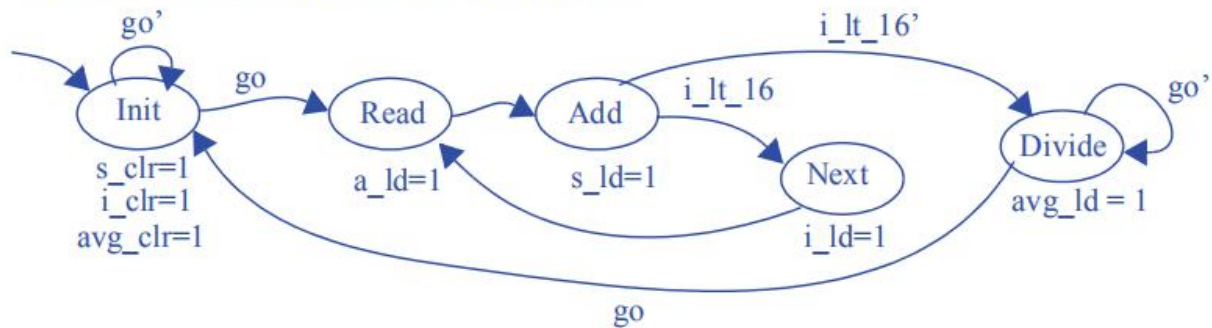 go’
go
Init
s_clr=1
i_clr=1
avg_clr=1
Read
a_ld=1
Add
s_ld=1
i_lt_16’
i_lt_16
Next
i_ld=1
go’
Divide
avg_ld = 1
go